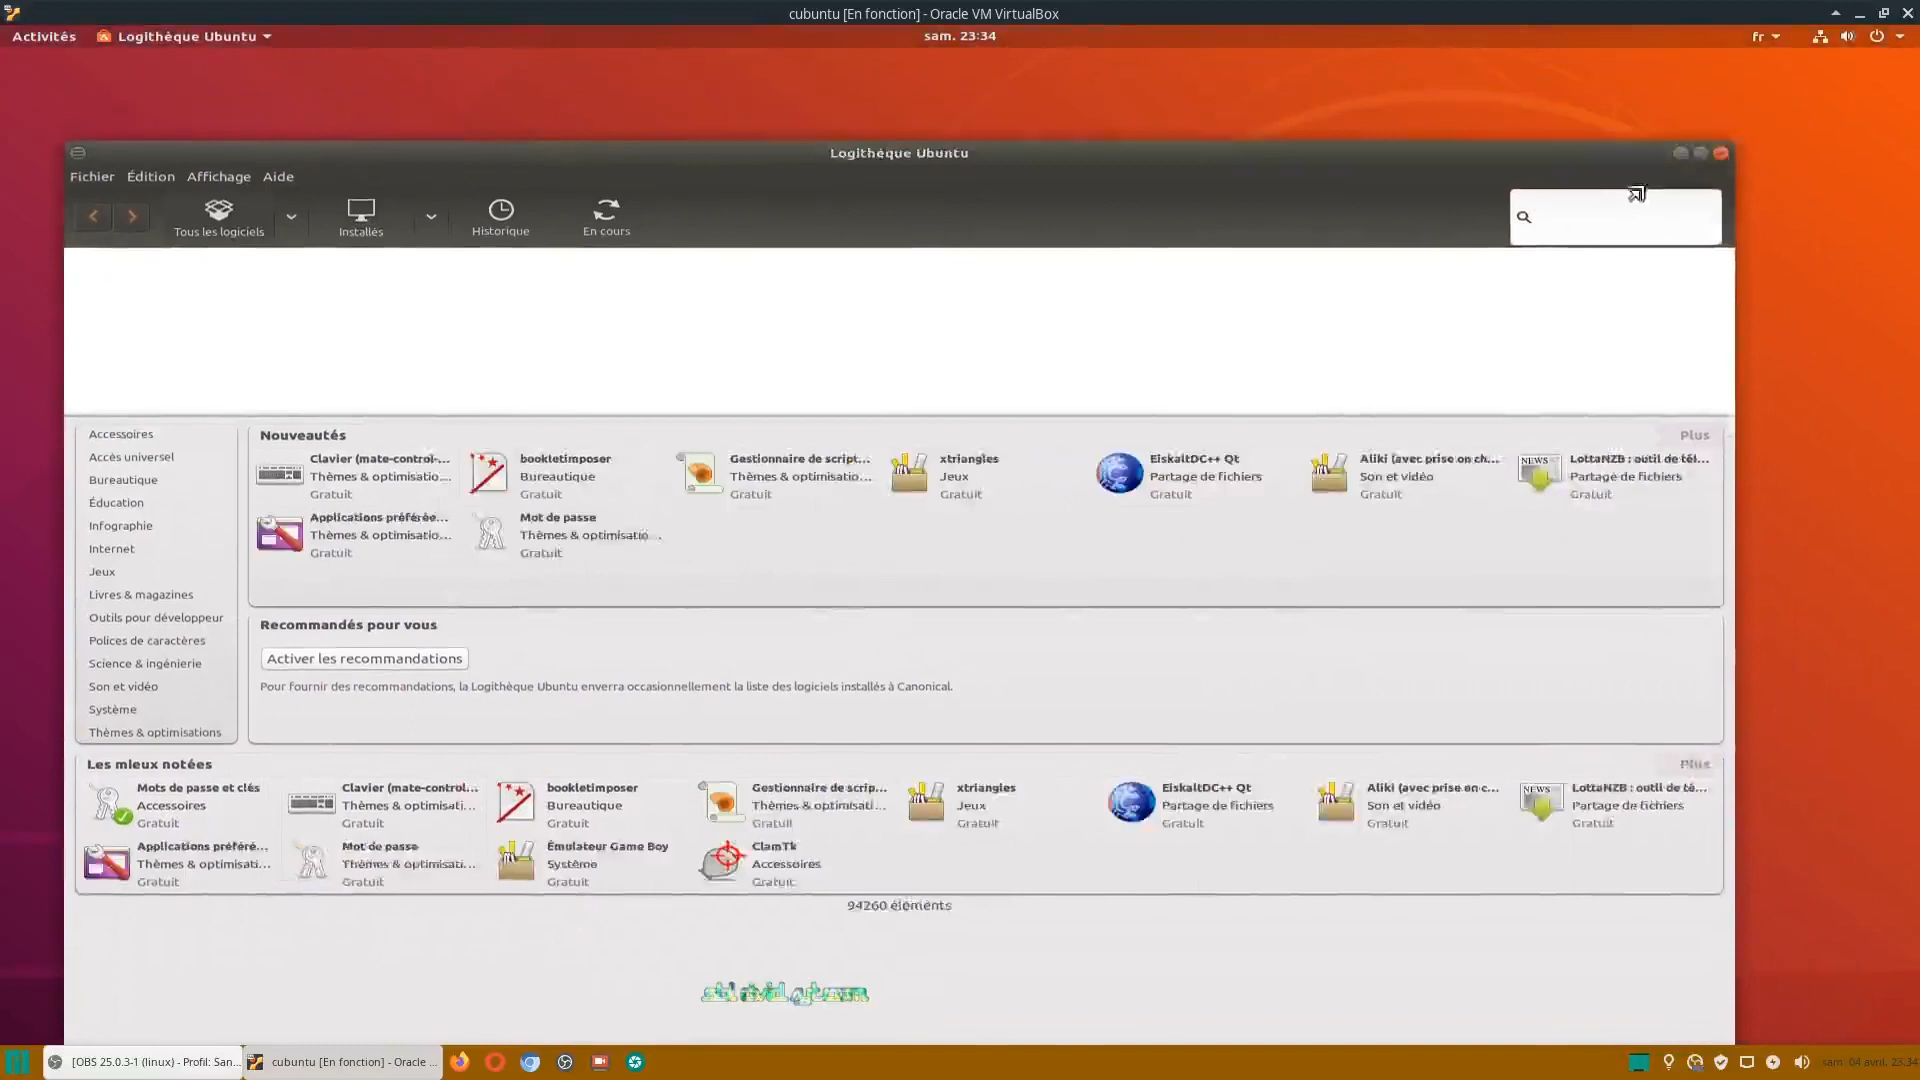 cubuntu [En fonction] - Oracle VM VirtualBox
Activités
Logithèque Ubuntu
sam. 23:34
fr
Logithèque Ubuntu
Fichier Édition Affichage Aide
Tous les logiciels
Installés
Historique
En cours
Accessoires
Accès universel
Bureautique
Éducation
Infographie
Internet
Jeux
Livres & magazines
Outils pour développeur
Polices de caractères
Science & ingénierie
Son et vidéo
Système
Thèmes & optimisations
Nouveautés
Plus
Clavier (mate-control-...
Thèmes & optimisatio...
Gratuit
bookletimposer
Bureautique
Gratuit
Gestionnaire de script...
Thèmes & optimisatio...
Gratuit
xtriangles
Jeux
Gratuit
EiskaltDC++ Qt
Partage de fichiers
Gratuit
Aliki (avec prise en ch...
Son et vidéo
Gratuit
LottaNZB : outil de tél...
Partage de fichiers
Gratuit
Applications préférée...
Thèmes & optimisatio...
Gratuit
Mot de passe
Thèmes & optimisatio...
Gratuit
Recommandés pour vous
Activer les recommandations
Pour fournir des recommandations, la Logithèque Ubuntu enverra occasionnellement la liste des logiciels installés à Canonical.
Les mieux notées
Plus
Mots de passe et clés
Accessoires
Gratuit
Clavier (mate-control...
Thèmes & optimisati...
Gratuit
bookletimposer
Bureautique
Gratuit
Gestionnaire de scrip...
Thèmes & optimisati...
Gratuit
xtriangles
Jeux
Gratuit
EiskaltDC++ Qt
Partage de fichiers
Gratuit
Aliki (avec prise en c...
Son et vidéo
Gratuit
LottaNZB : outil de té...
Partage de fichiers
Gratuit
Applications préféré...
Thèmes & optimisati...
Gratuit
Mot de passe
Thèmes & optimisati...
Gratuit
Émulateur Game Boy
Système
Gratuit
ClamTk
Accessoires
Gratuit
94260 éléments
[OBS 25.0.3-1 (linux) - Profil: San...
cubuntu [En fonction] - Oracle ...
sam. 04 avril, 23:34